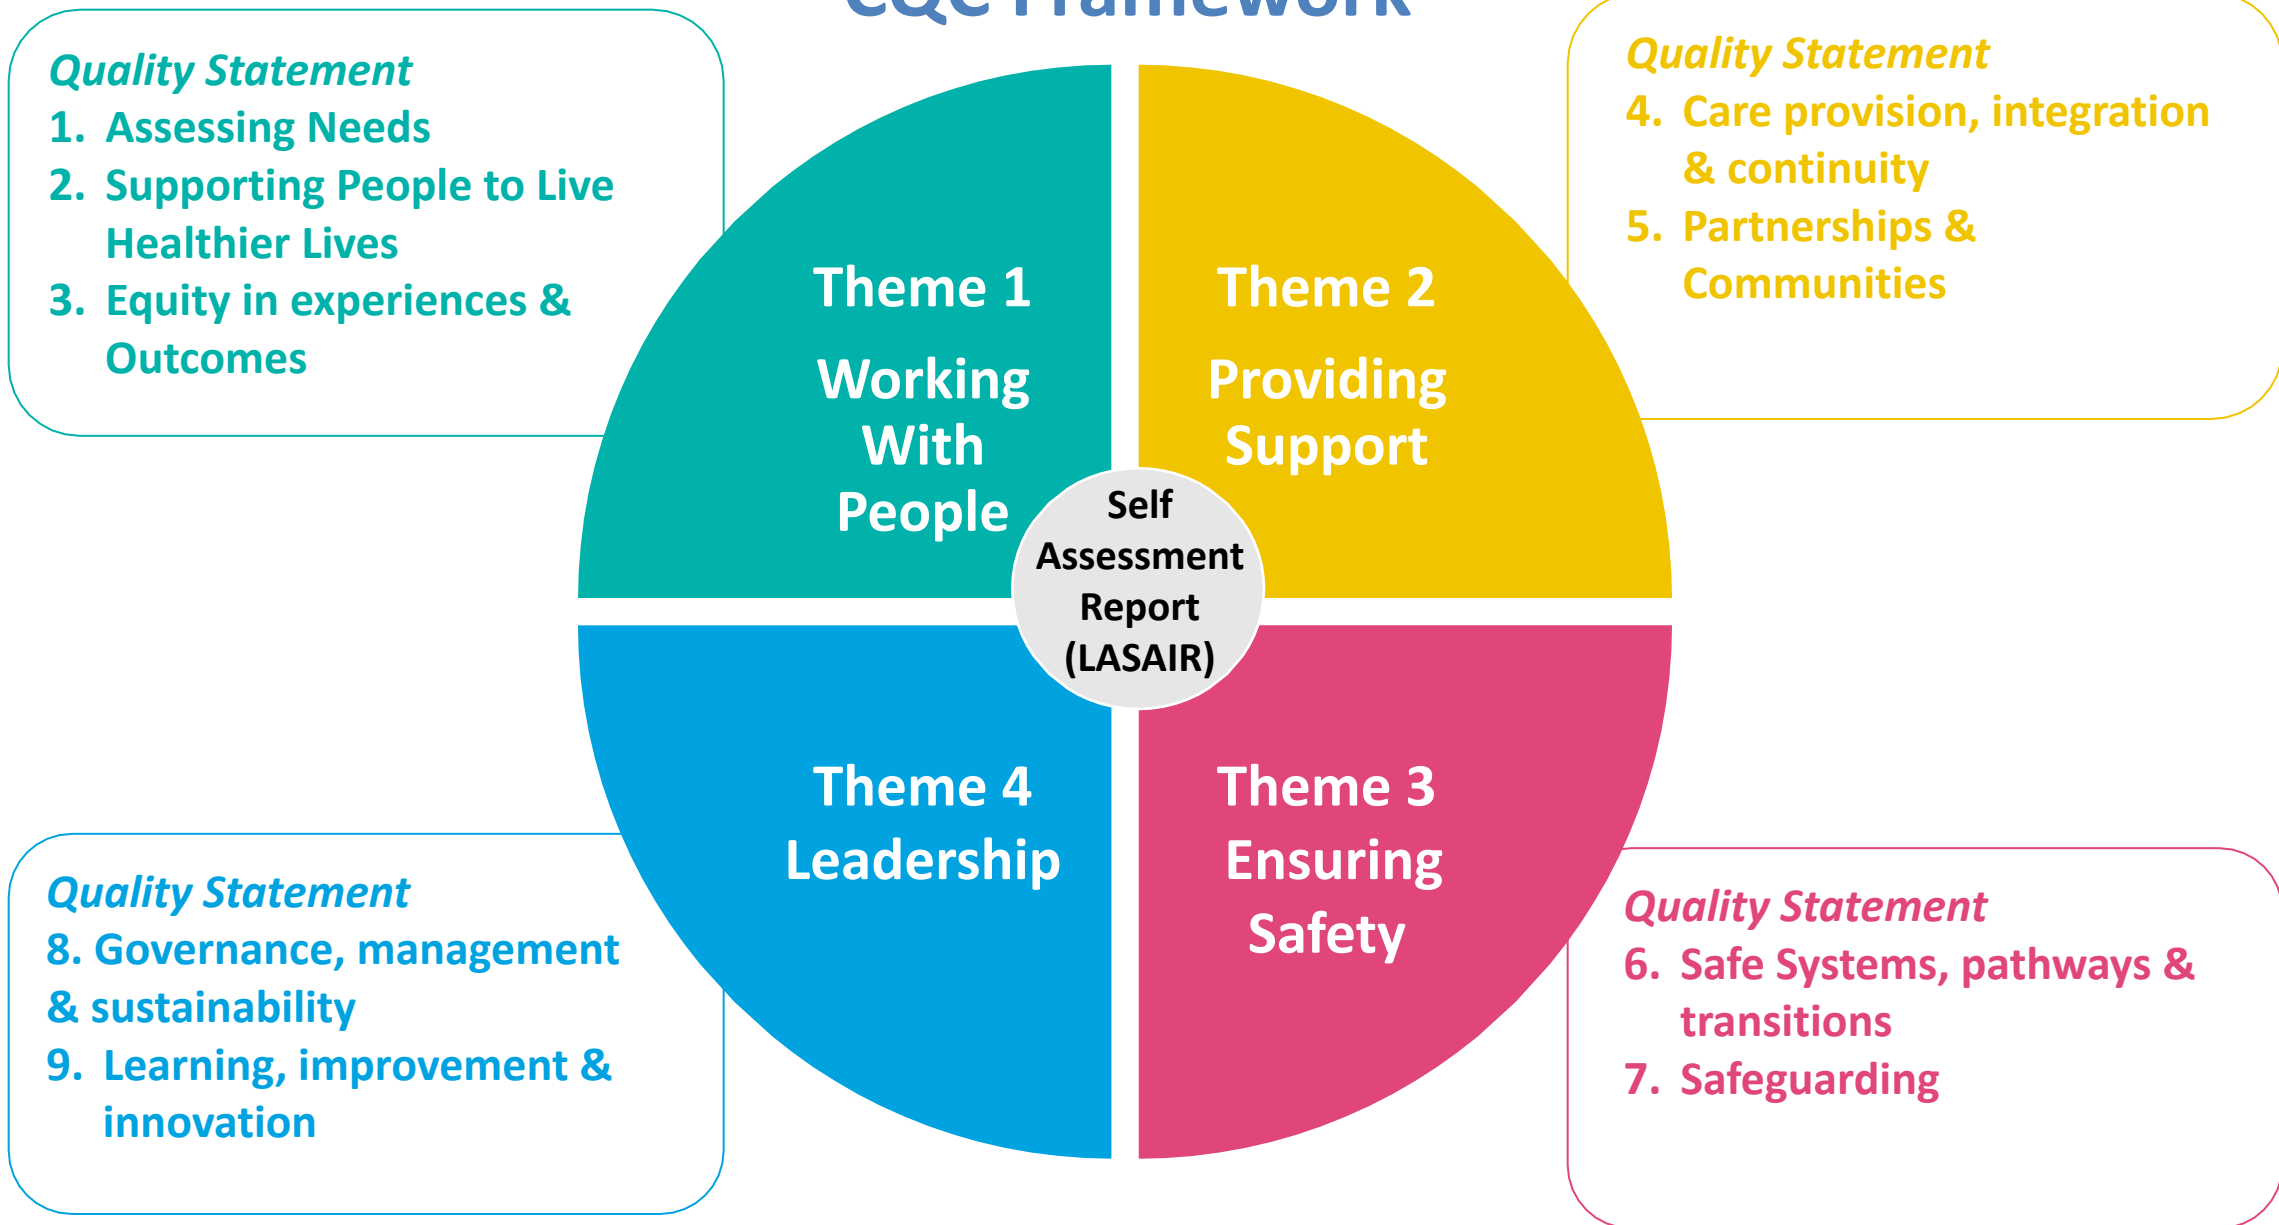 CQC Framework
Quality Statement
1. Assessing Needs
2. Supporting People to Live
Healthier Lives
3. Equity in experiences &
Outcomes
Quality Statement
4. Care provision, integration
& continuity
5. Partnerships &
Communities
Theme 1
Working
With
People
Theme 2
Providing
Support
Self
Assessment
Report
(LASAIR)
Theme 4
Leadership
Theme 3
Ensuring
Safety
Quality Statement
8. Governance, management
& sustainability
9. Learning, improvement &
innovation
Quality Statement
6. Safe Systems, pathways &
transitions
7. Safeguarding